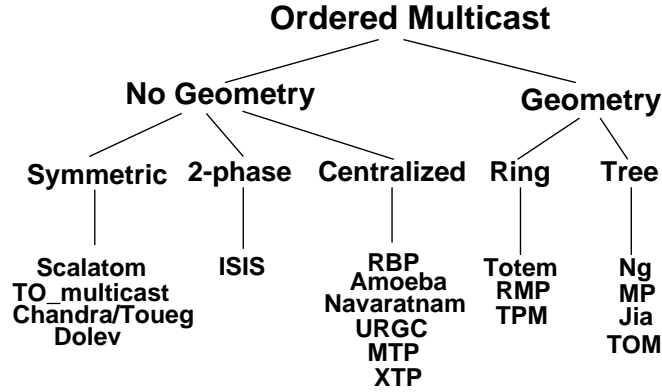 Ordered Multicast
No Geometry
Geometry
Symmetric
2-phase
Centralized
Ring
Tree
Scalatom
TO_multicast
Chandra/Toueg
Dolev
ISIS
RBP
Amoeba
Navaratnam
URGC
MTP
XTP
Totem
RMP
TPM
Ng
MP
Jia
TOM